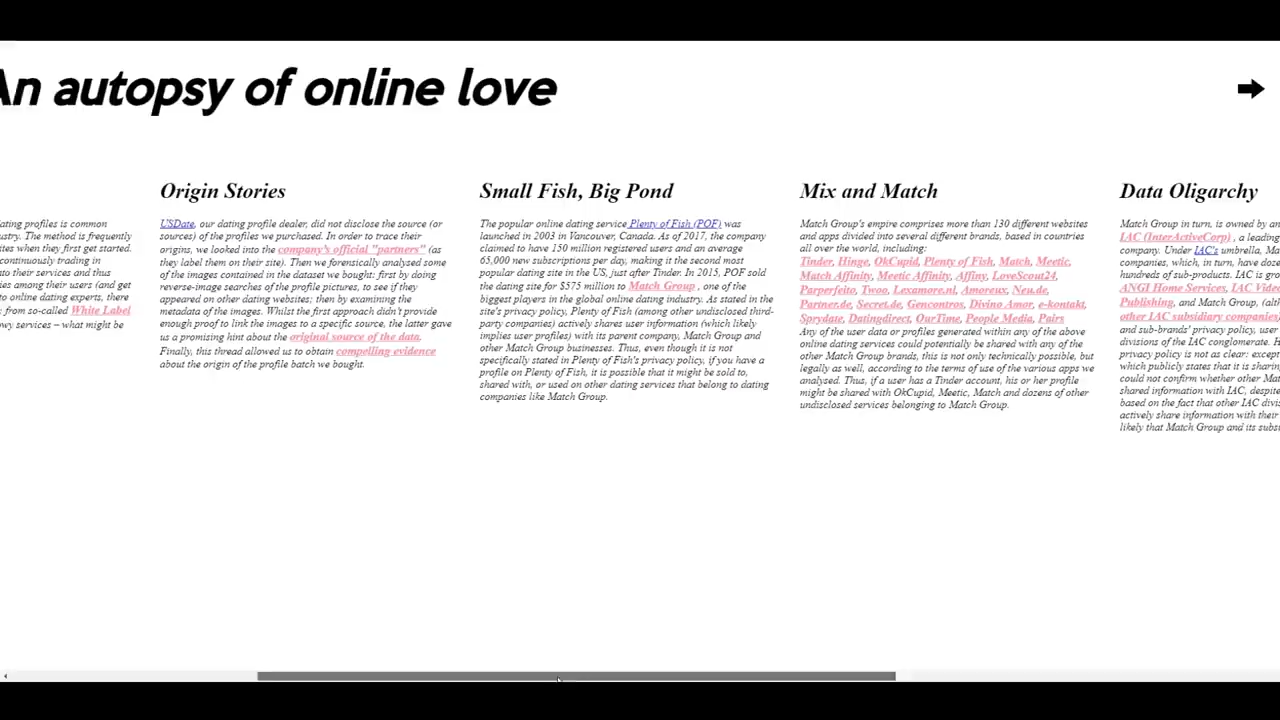 An autopsy of online love
ating profiles is common
ustry. The method is frequently
ites when they first get started.
continuously trading in
nto their services and thus
ies among their users (and get
to online dating experts, there
from so-called White Label
owy services – what might be
Origin Stories
USDate, our dating profile dealer, did not disclose the source (or
sources) of the profiles we purchased. In order to trace their
origins, we looked into the company's official "partners" (as
they label them on their site). Then we forensically analysed some
of the images contained in the dataset we bought: first by doing
reverse-image searches of the profile pictures, to see if they
appeared on other dating websites; then by examining the
metadata of the images. Whilst the first approach didn't provide
enough proof to link the images to a specific source, the latter gave
us a promising hint about the original source of the data.
Finally, this thread allowed us to obtain compelling evidence
about the origin of the profile batch we bought.
Small Fish, Big Pond
The popular online dating service Plenty of Fish (POF) was
launched in 2003 in Vancouver, Canada. As of 2017, the company
claimed to have 150 million registered users and an average
65,000 new subscriptions per day, making it the second most
popular dating site in the US, just after Tinder. In 2015, POF sold
the dating site for $575 million to Match Group , one of the
biggest players in the global online dating industry. As stated in the
site's privacy policy, Plenty of Fish (among other undisclosed third-
party companies) actively shares user information (which likely
implies user profiles) with its parent company, Match Group and
other Match Group businesses. Thus, even though it is not
specifically stated in Plenty of Fish's privacy policy, if you have a
profile on Plenty of Fish, it is possible that it might be sold to,
shared with, or used on other dating services that belong to dating
companies like Match Group.
Mix and Match
Match Group's empire comprises more than 130 different websites
and apps divided into several different brands, based in countries
all over the world, including:
Tinder, Hinge, OkCupid, Plenty of Fish, Match, Meetic,
Match Affinity, Meetic Affinity, Affiny, LoveScout24,
Parperfeito, Twoo, Lexamore.nl, Amoreux, Neu.de,
Partner.de, Secret.de, Gencontros, Divino Amor, e-kontakt,
Sprydate, Datingdirect, OurTime, People Media, Pairs
Any of the user data or profiles generated within any of the above
online dating services could potentially be shared with any of the
other Match Group brands, this is not only technically possible, but
legally as well, according to the terms of use of the various apps we
analysed. Thus, if a user has a Tinder account, his or her profile
might be shared with OkCupid, Meetic, Match and dozens of other
undisclosed services belonging to Match Group.
Data Oligarchy
Match Group in turn, is owned by an
IAC (InterActiveCorp) , a leading
company. Under IAC's umbrella, Ma
companies, which, in turn, have de
hundreds of sub-products. IAC is gro
ANGI Home Services, IAC Video
Publishing, and Match Group, (alth
other IAC subsidiary companies)
and sub-brands' privacy policy, user
divisions of the IAC conglomerate. H
privacy policy is not as clear: except
which publicly states that it is sharing
could not confirm whether other Mat
shared information with IAC, despite
based on the fact that other IAC divis
actively share information with their
likely that Match Group and its subs